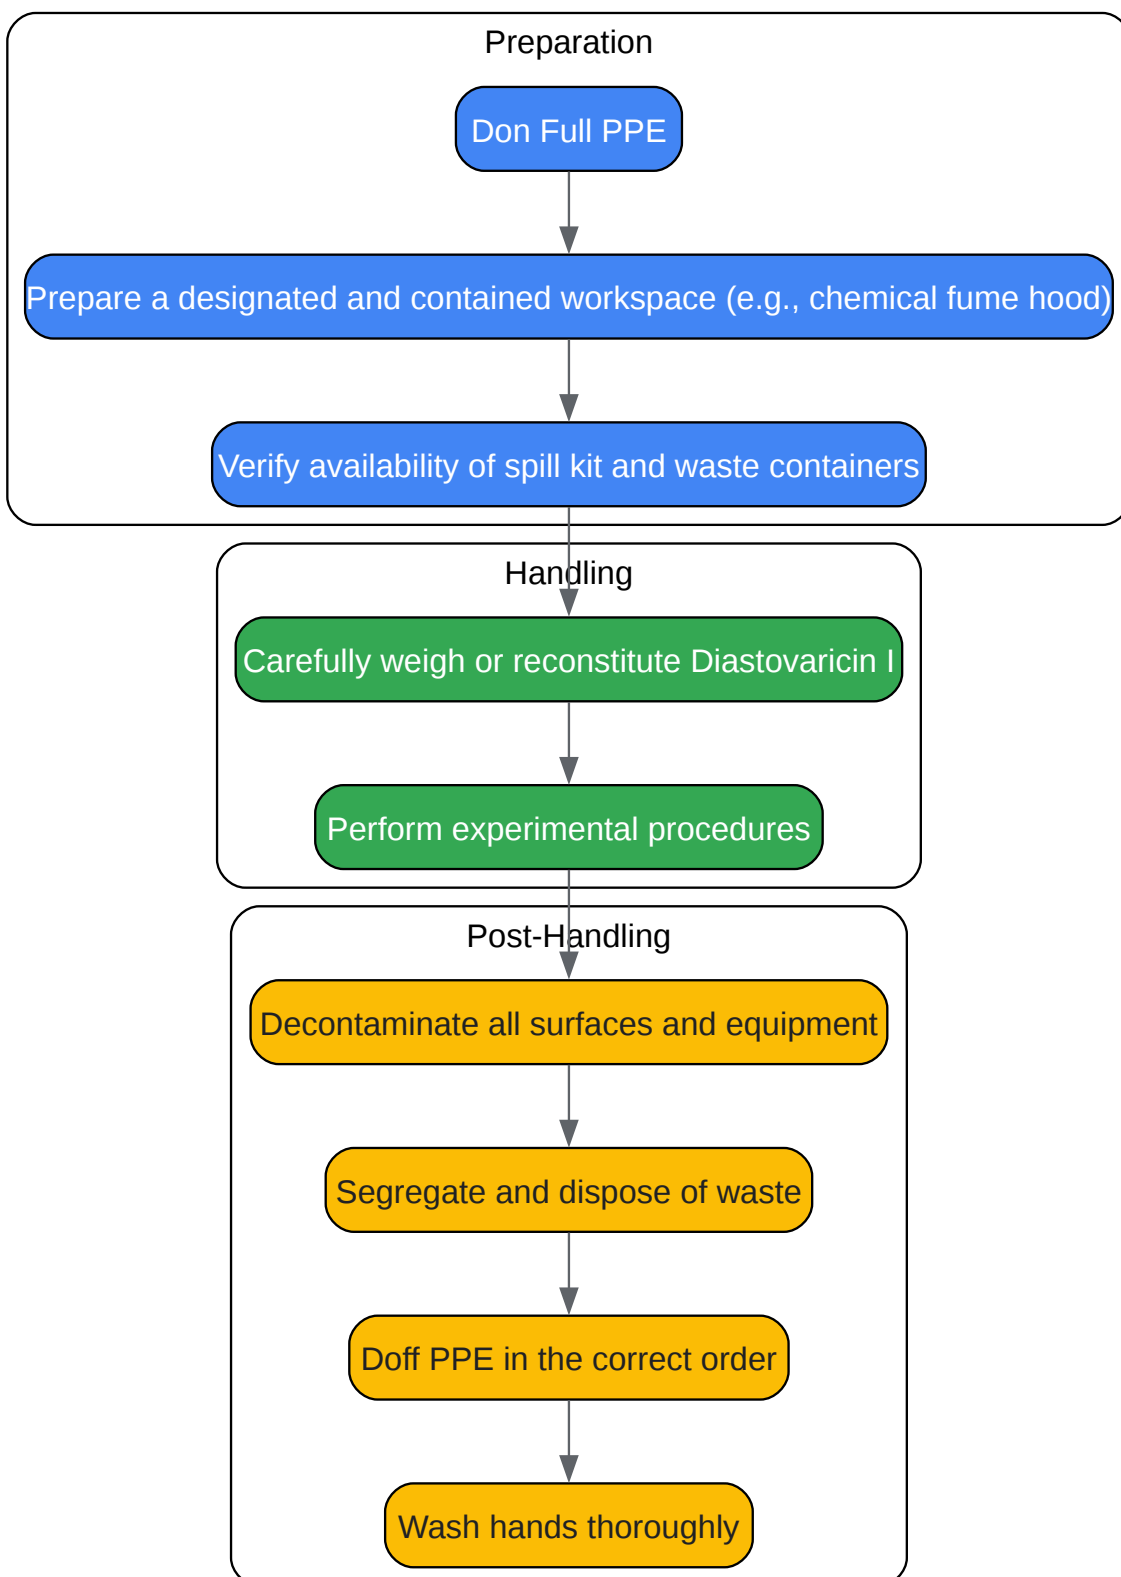 Preparation
Don Full PPE
Prepare a designated and contained workspace (e.g., chemical fume hood)
Verify availability of spill kit and waste containers
Handling
Carefully weigh or reconstitute Diastovaricin I
Perform experimental procedures
Post-Handling
Decontaminate all surfaces and equipment
Segregate and dispose of waste
Doff PPE in the correct order
Wash hands thoroughly